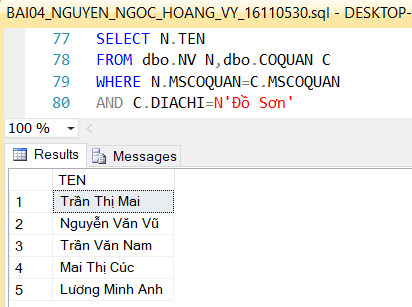 BAI04_NGUYEN_NGOC_HOANG_VY_16110530.sql - DESKTOP-
77 SELECT N.TEN
78 FROM dbo.NV N,dbo.COQUAN C
79 WHERE N.MSCOQUAN=C.MSCOQUAN
80 AND C.DIACHI=N'Đồ Sơn'
100 %
Results Messages
TEN
1 Trần Thị Mai
2 Nguyễn Văn Vũ
3 Trần Văn Nam
4 Mai Thị Cúc
5 Lương Minh Anh